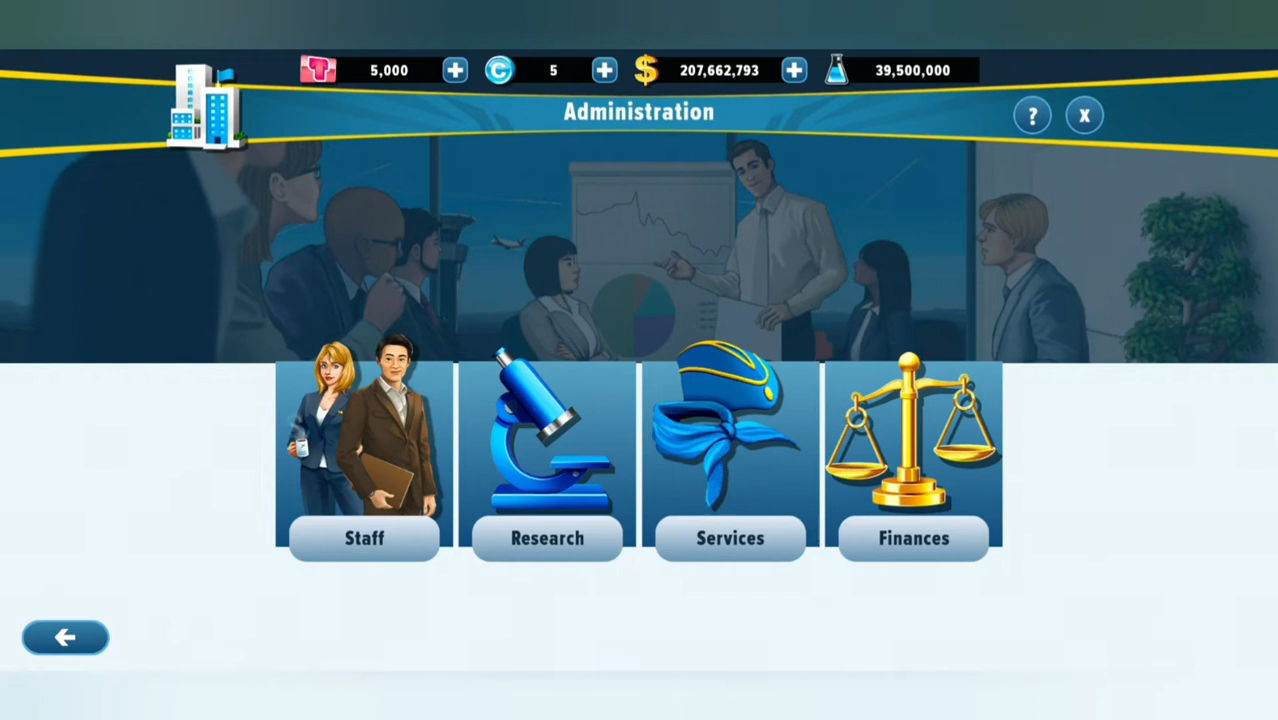 T 5,000 + C 5 + $ 207,662,793 + 39,500,000
Administration
? X
Staff Research Services Finances